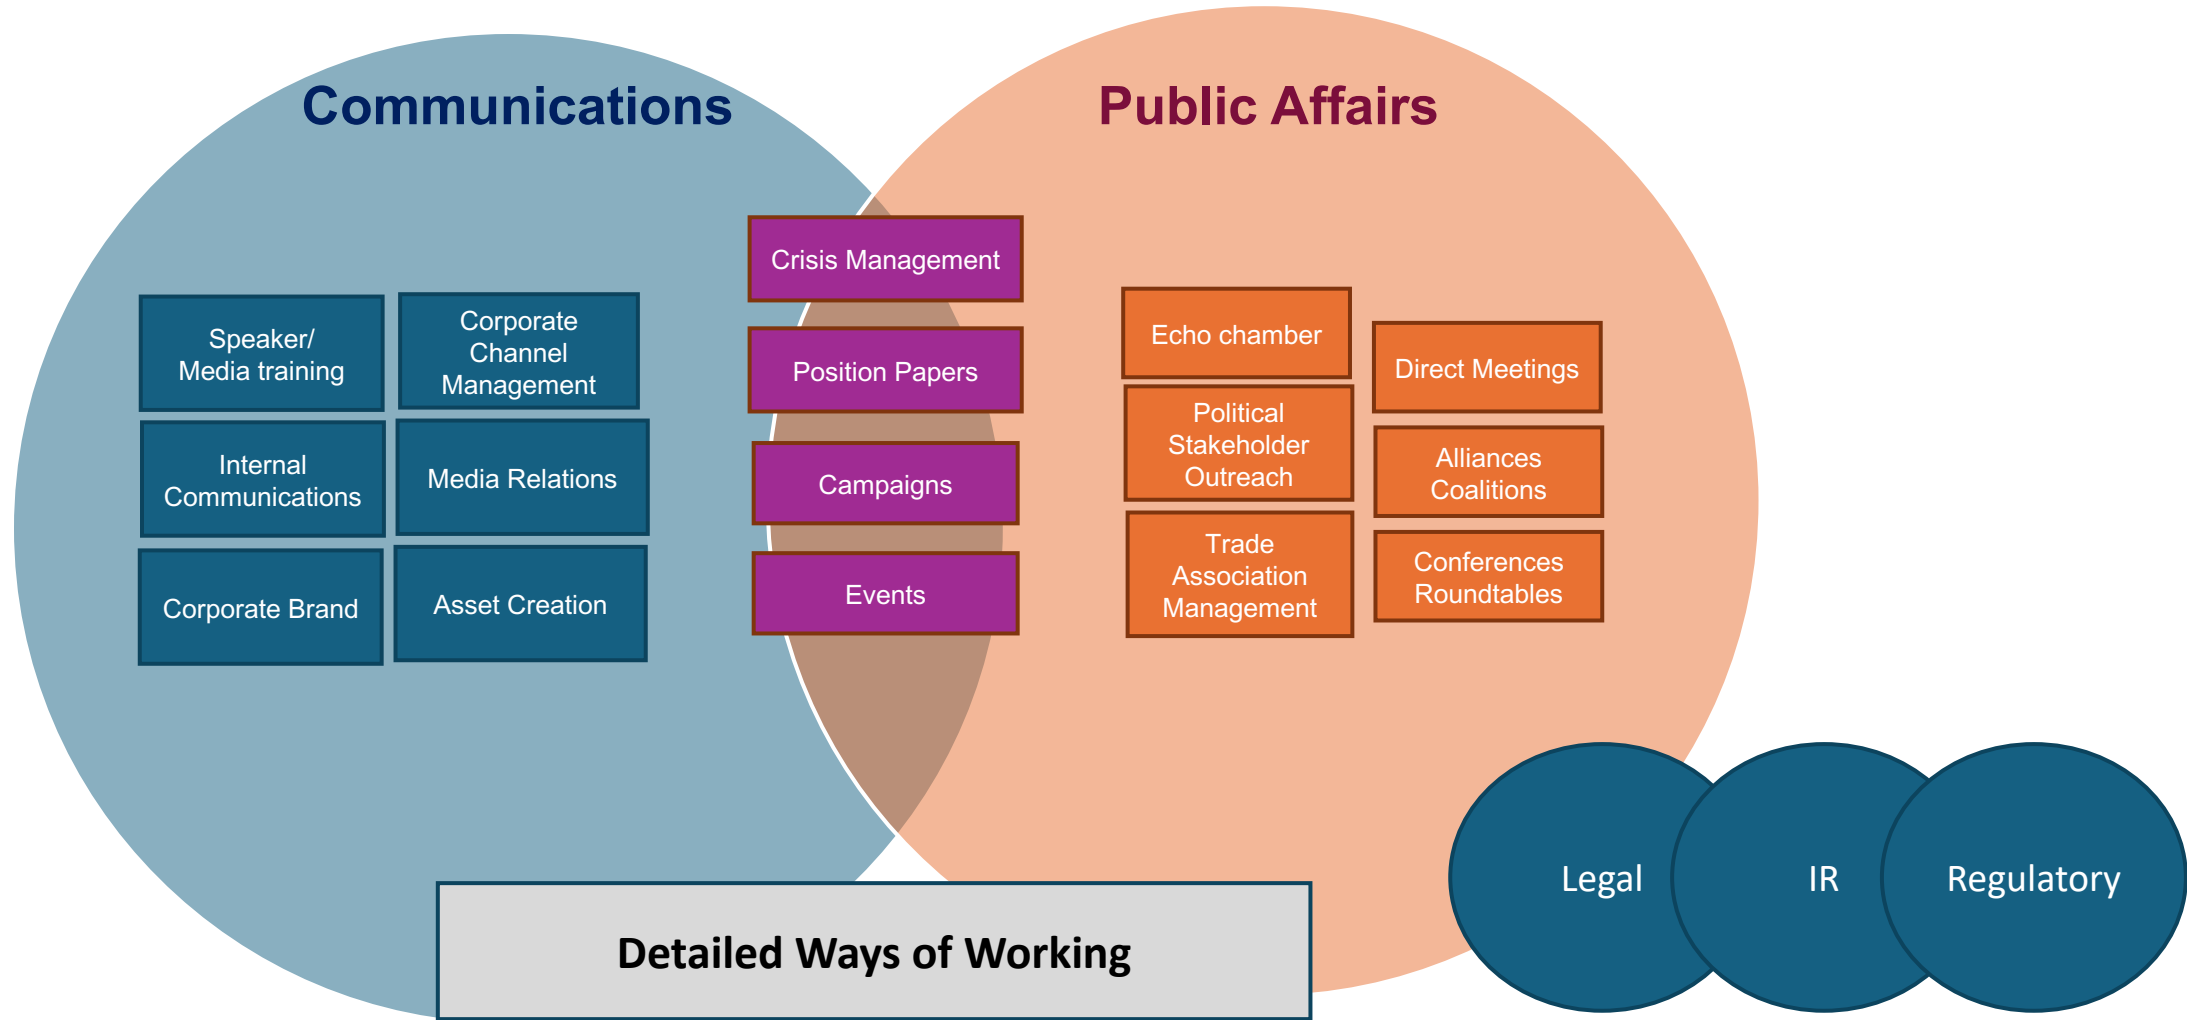 Communications
Public Affairs
Speaker/
Media training
Corporate
Channel
Management
Internal
Communications
Media Relations
Corporate Brand
Asset Creation
Crisis Management
Position Papers
Campaigns
Events
Echo chamber
Direct Meetings
Political
Stakeholder
Outreach
Alliances
Coalitions
Trade
Association
Management
Conferences
Roundtables
Detailed Ways of Working
Legal
IR
Regulatory